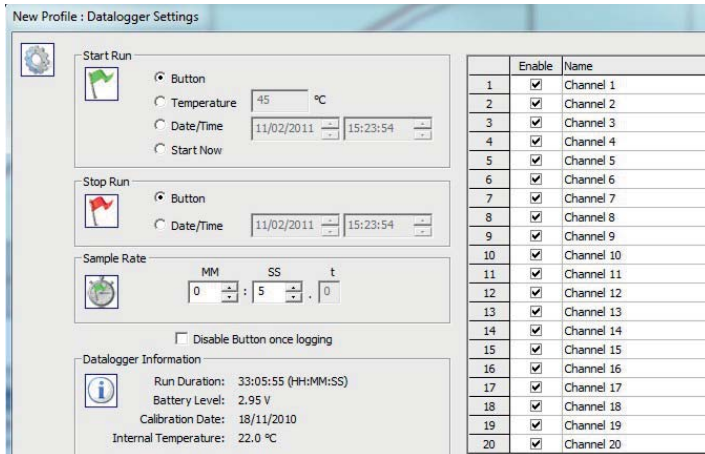 New Profile : Datalogger Settings
Start Run
Button
Temperature 45 ºC
Date/Time 11/02/2011 15:23:54
Start Now
Stop Run
Button
Date/Time 11/02/2011 15:23:54
Sample Rate
MM SS t
0 : 5 . 0
Disable Button once logging
Datalogger Information
Run Duration: 33:05:55 (HH:MM:SS)
Battery Level: 2.95 V
Calibration Date: 18/11/2010
Internal Temperature: 22.0 ºC
Enable Name
1 Channel 1
2 Channel 2
3 Channel 3
4 Channel 4
5 Channel 5
6 Channel 6
7 Channel 7
8 Channel 8
9 Channel 9
10 Channel 10
11 Channel 11
12 Channel 12
13 Channel 13
14 Channel 14
15 Channel 15
16 Channel 16
17 Channel 17
18 Channel 18
19 Channel 19
20 Channel 20